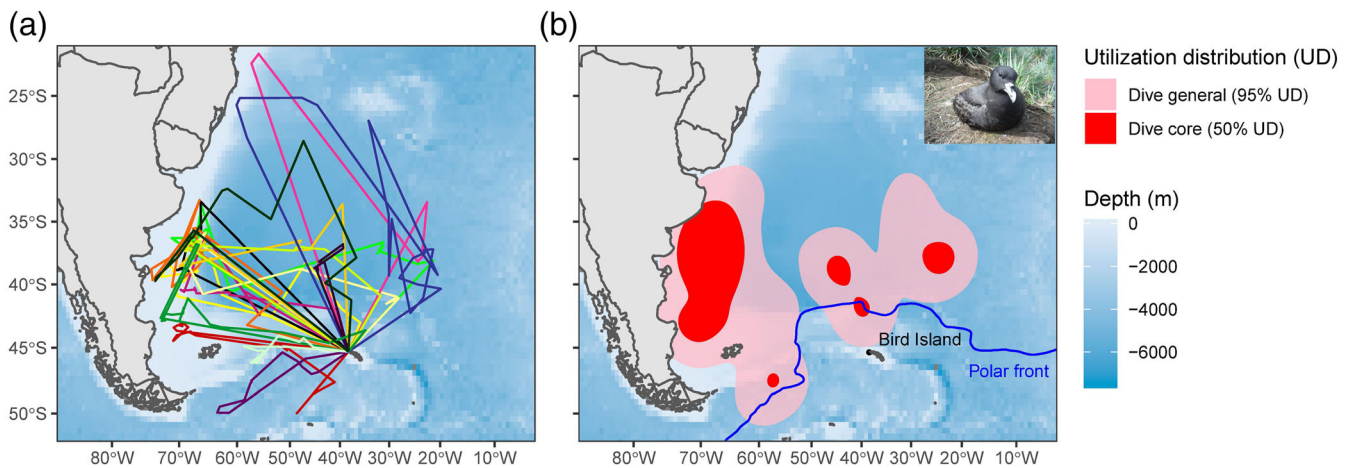 (a)
(b)
25°S
30°S
35°S
40°S
45°S
50°S
80°W
70°W
60°W
50°W
40°W
30°W
20°W
10°W
Bird Island
Polar front
80°W
70°W
60°W
50°W
40°W
30°W
20°W
10°W
Utilization distribution (UD)
Dive general (95% UD)
Dive core (50% UD)
Depth (m)
0
−2000
−4000
−6000